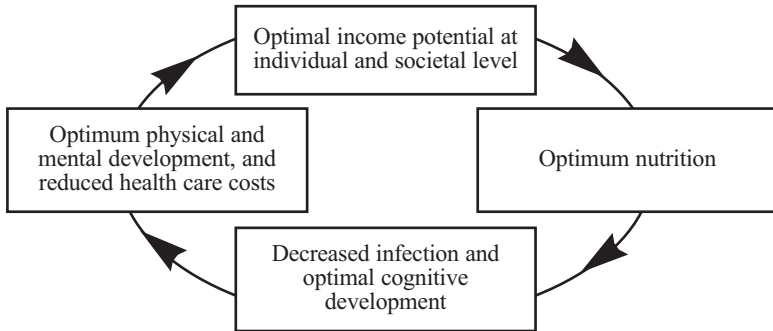 Optimal income potential at
individual and societal level
Optimum physical and
mental development, and
reduced health care costs
Optimum nutrition
Decreased infection and
optimal cognitive
development